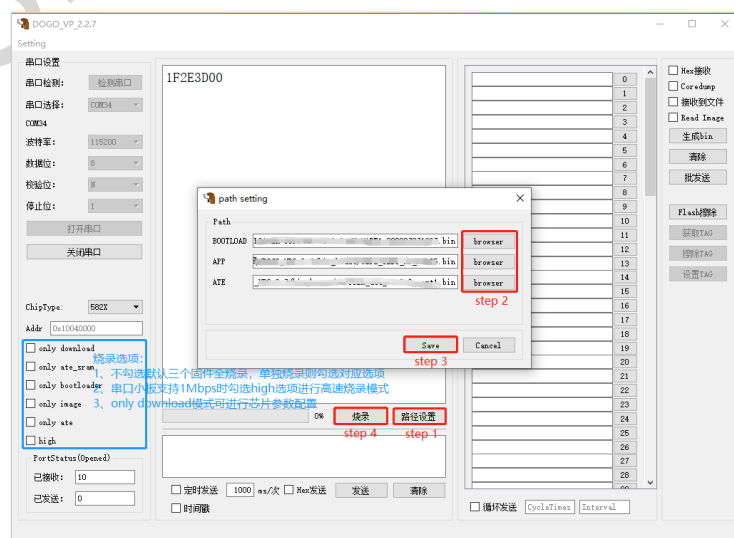 DOGO_VP_2.2.7
Setting
串口设置
串口检测:
检测串口
串口选择:
COM34
COM34
波特率:
115200
数据位:
8
校验位:
N
停止位:
1
打开串口
关闭串口
ChipType:
582X
Addr
0x10040000
only download
only ate_sram
only bootloader
only image
only ate
high
烧录选项:
1、不勾选默认三个固件全烧录，单独烧录则勾选对应选项
2、串口小板支持1Mbps时勾选high选项进行高速烧录模式
3、only download模式可进行芯片参数配置
PortStatus(Opened)
已接收:
10
已发送:
0
1F2E3D00
path setting
Path
BOOTLOAD
.bin
browser
APP
.bin
browser
ATE
.bin
browser
step 2
Save
Cancel
step 3
0%
烧录
路径设置
step 4
step 1
定时发送
1000
ms/次
Hex发送
发送
清除
时间戳
0
1
2
3
4
5
6
7
8
9
10
11
12
13
14
15
16
17
18
19
20
21
22
23
24
25
26
27
28
循环发送
CycleTimes
Interval
Hex接收
Coredump
接收到文件
Read Image
生成bin
清除
批发送
Flash擦除
获取TAG
擦除TAG
设置TAG